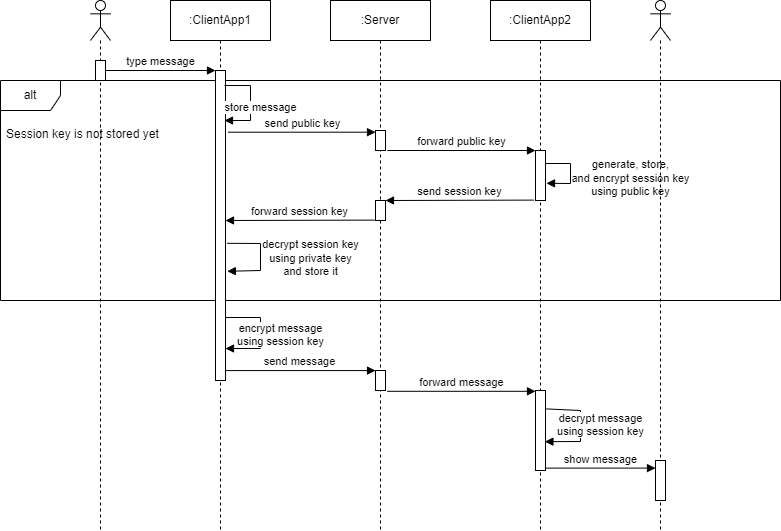 :ClientApp1
:Server
:ClientApp2
type message
alt
store message
Session key is not stored yet
send public key
forward public key
generate, store,
and encrypt session key
using public key
send session key
forward session key
decrypt session key
using private key
and store it
encrypt message
using session key
send message
forward message
decrypt message
using session key
show message